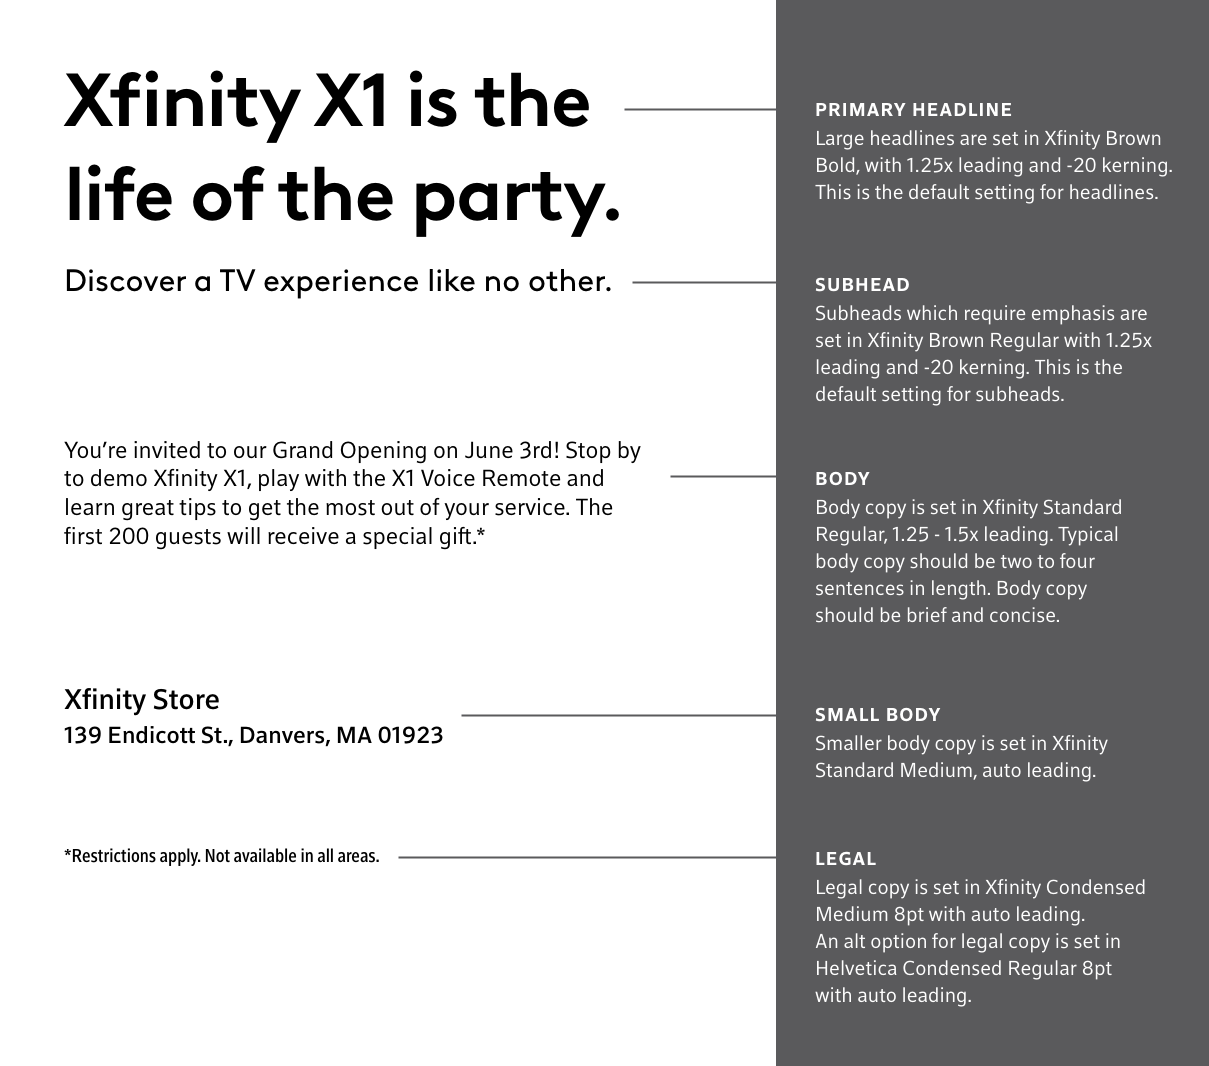 Xfinity X1 is the
life of the party.
Discover a TV experience like no other.
You’re invited to our Grand Opening on June 3rd! Stop by
to demo Xfinity X1, play with the X1 Voice Remote and
learn great tips to get the most out of your service. The
first 200 guests will receive a special gift.*
Xfinity Store
139 Endicott St., Danvers, MA 01923
*Restrictions apply. Not available in all areas.
PRIMARY HEADLINE
Large headlines are set in Xfinity Brown
Bold, with 1.25x leading and -20 kerning.
This is the default setting for headlines.
SUBHEAD
Subheads which require emphasis are
set in Xfinity Brown Regular with 1.25x
leading and -20 kerning. This is the
default setting for subheads.
BODY
Body copy is set in Xfinity Standard
Regular, 1.25 - 1.5x leading. Typical
body copy should be two to four
sentences in length. Body copy
should be brief and concise.
SMALL BODY
Smaller body copy is set in Xfinity
Standard Medium, auto leading.
LEGAL
Legal copy is set in Xfinity Condensed
Medium 8pt with auto leading.
An alt option for legal copy is set in
Helvetica Condensed Regular 8pt
with auto leading.